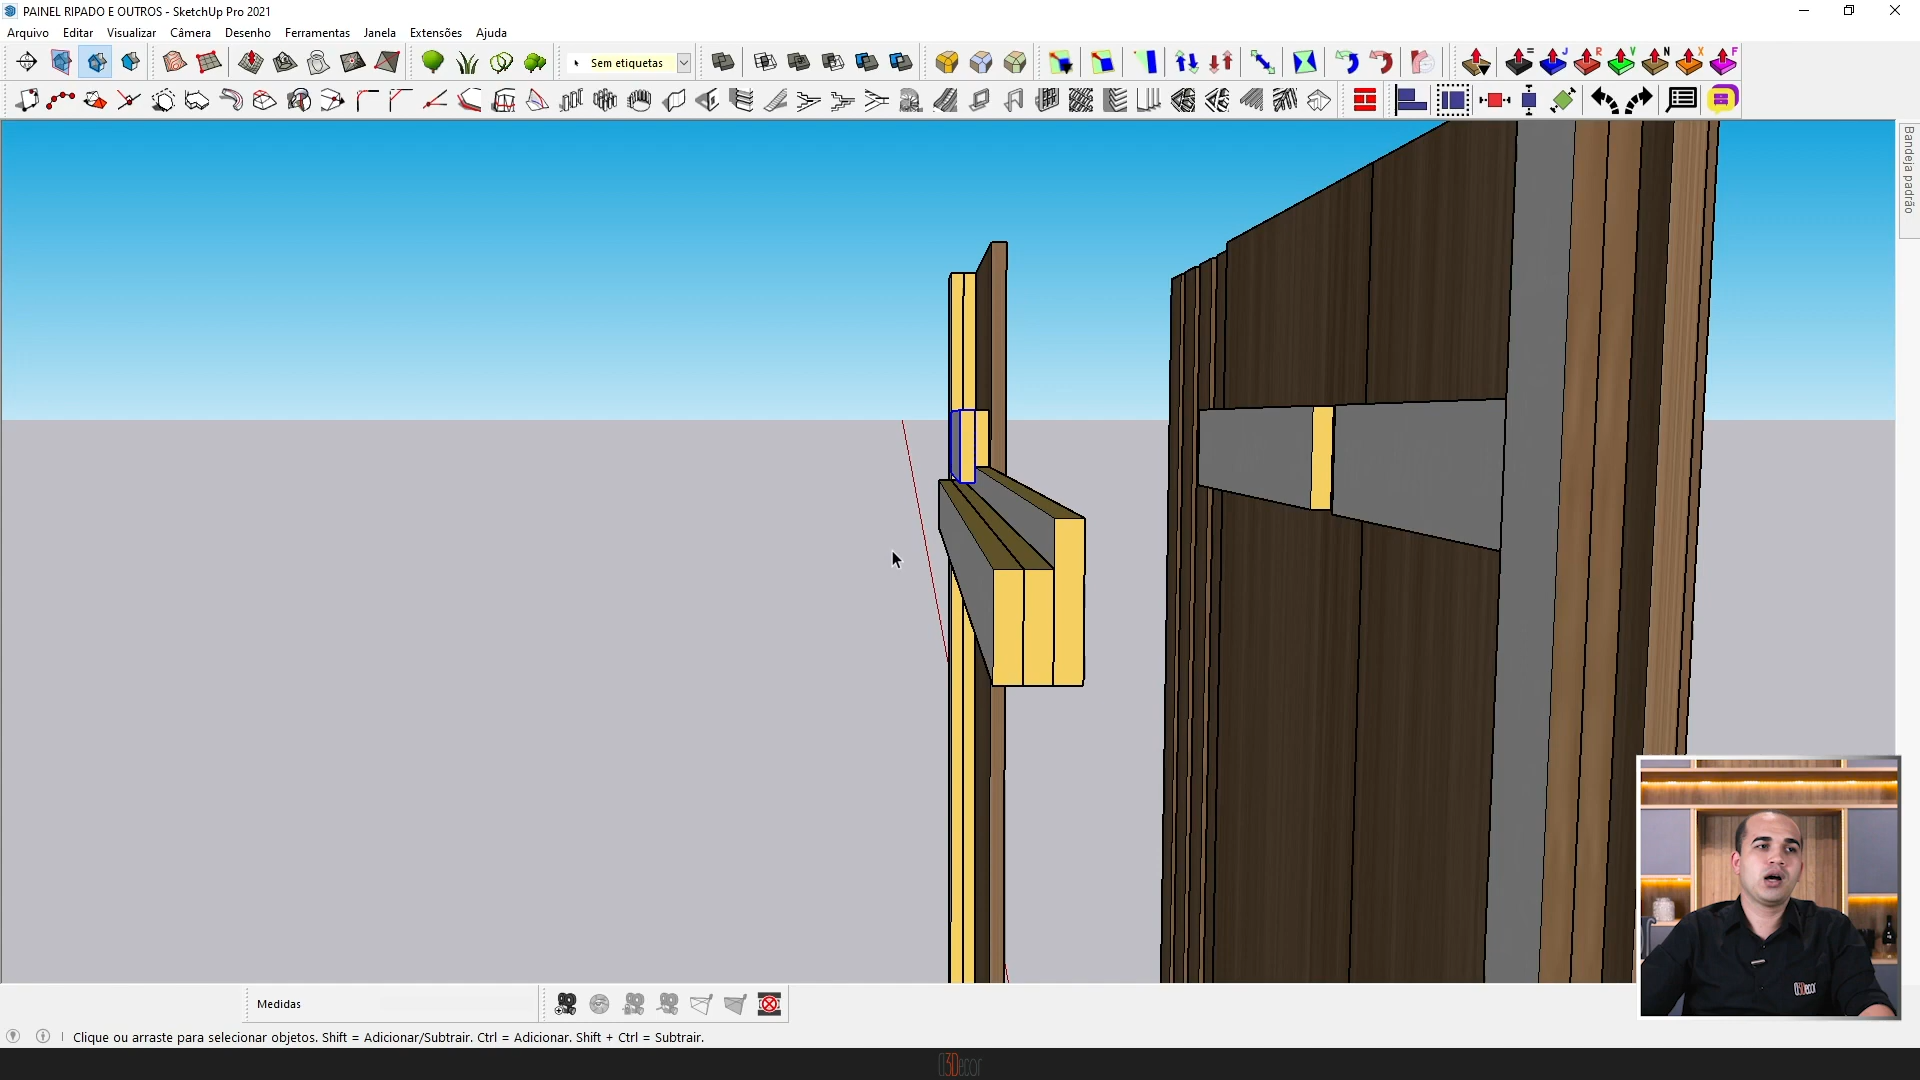 PAINEL RIPADO E OUTROS - SketchUp Pro 2021
Arquivo Editar Visualizar Câmera Desenho Ferramentas Janela Extensões Ajuda
Sem etiquetas
= J R V N X F
Bandeja padrão
Medidas
Clique ou arraste para selecionar objetos. Shift = Adicionar/Subtrair. Ctrl = Adicionar. Shift + Ctrl = Subtrair.
d3Decor